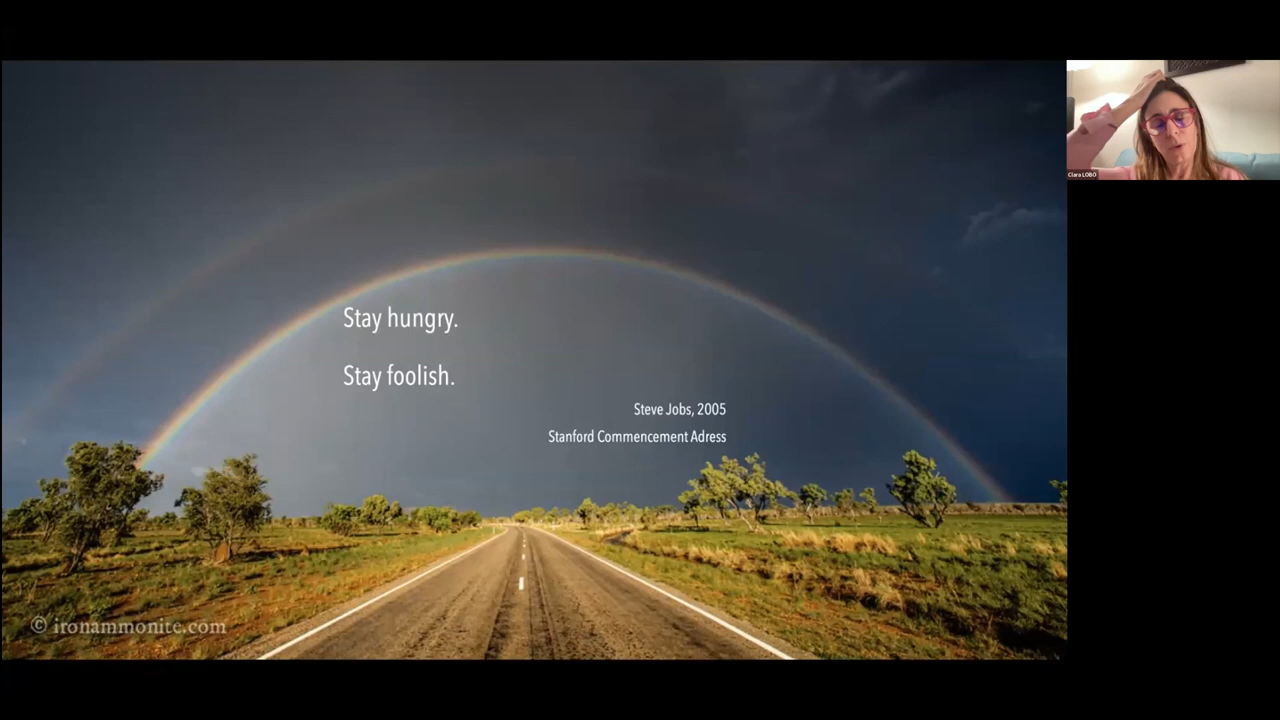 Stay hungry.
Stay foolish.
Steve Jobs, 2005
Stanford Commencement Adress
© ironammonite.com
Clara LOBO